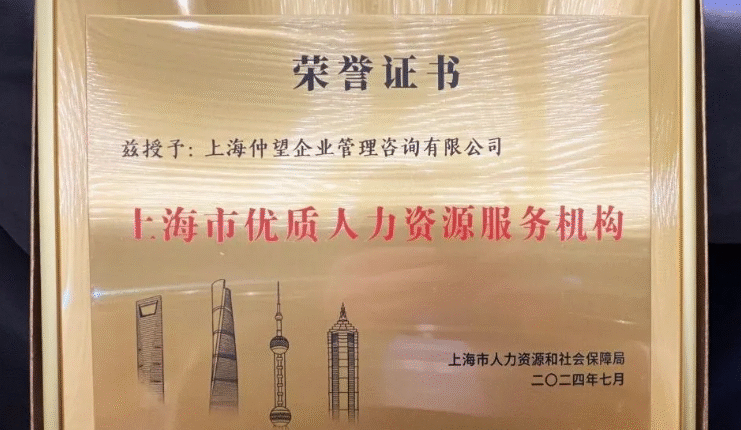 荣誉证书
兹授予：上海仲望企业管理咨询有限公司
上海市优质人力资源服务机构
上海市人力资源和社会保障局
二〇二四年七月